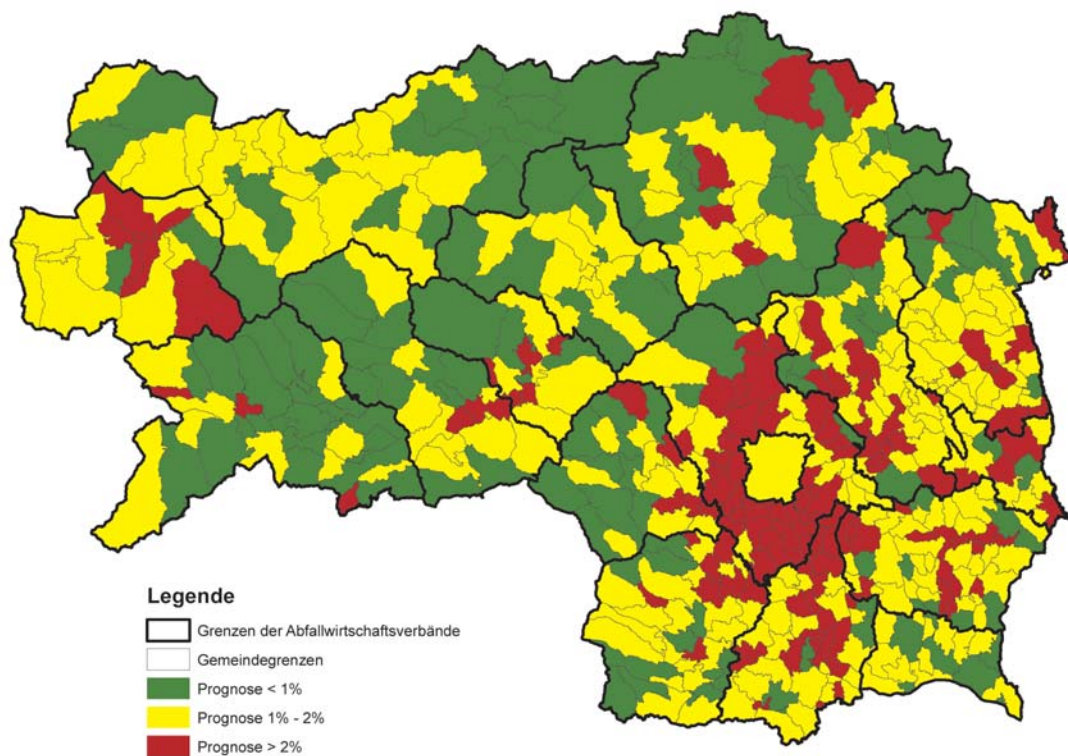 Legende
Grenzen der Abfallwirtschaftsverbände
Gemeindegrenzen
Prognose < 1%
Prognose 1% - 2%
Prognose > 2%